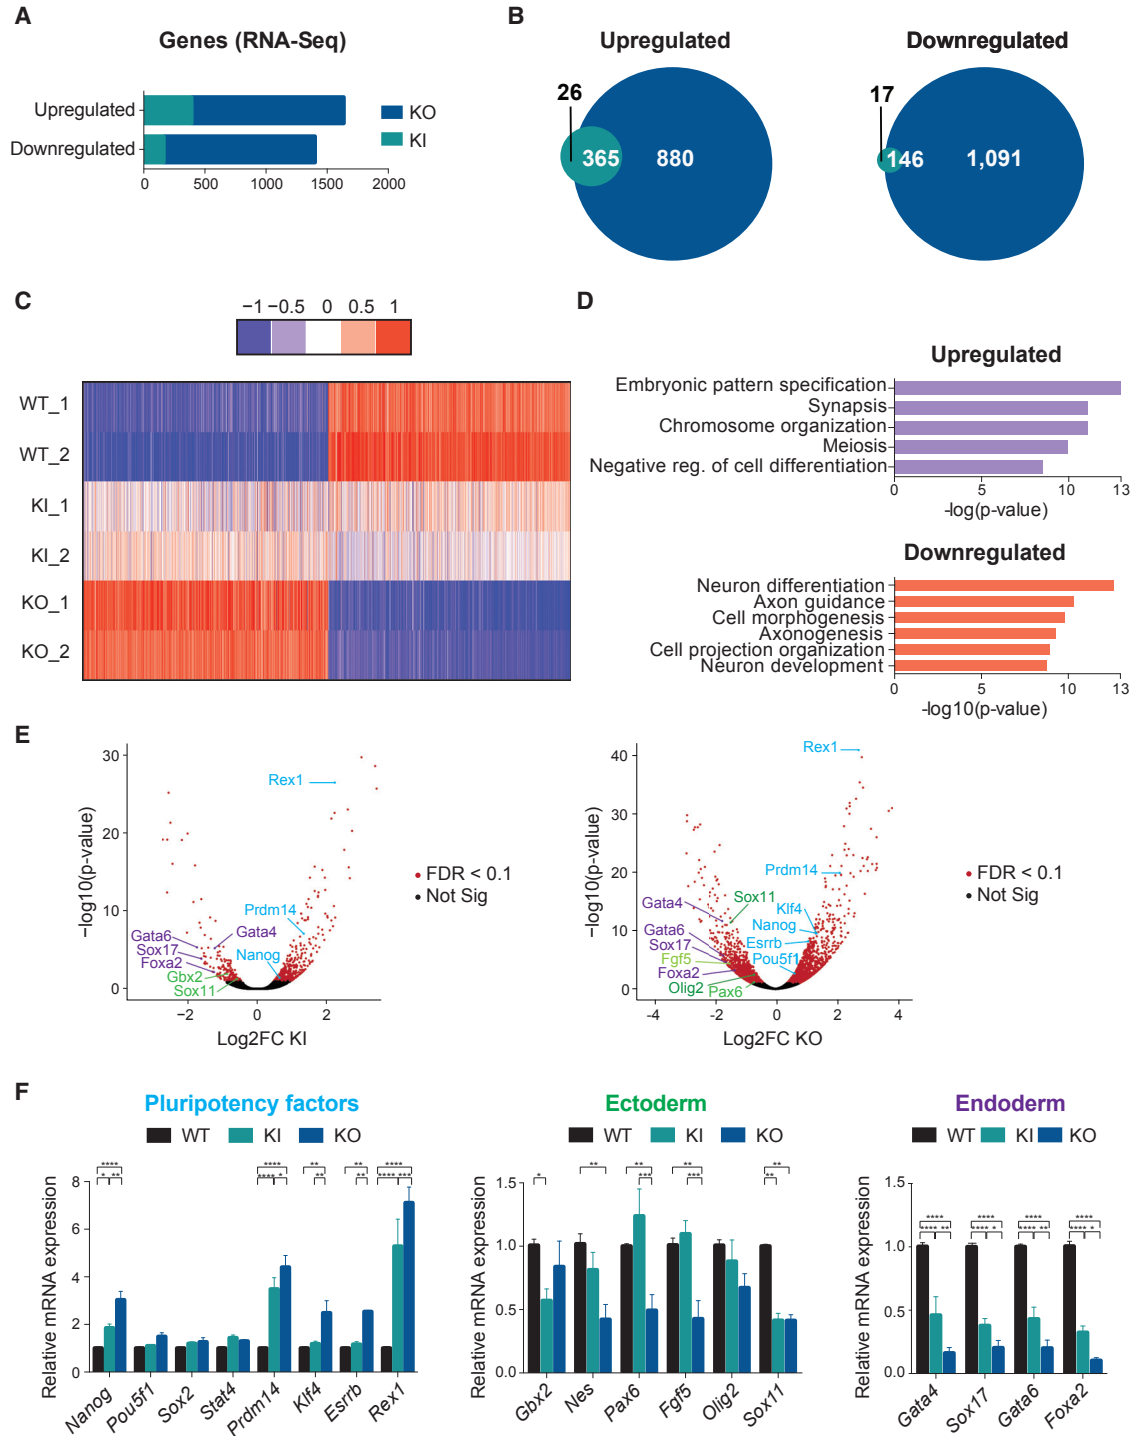 A
Genes (RNA-Seq)
Upregulated
Downregulated
KO
KI
0 500 1000 1500 2000
B
Upregulated
Downregulated
26
365
880
17
146
1,091
C
−1 −0.5 0 0.5 1
WT_1
WT_2
KI_1
KI_2
KO_1
KO_2
D
Upregulated
Embryonic pattern specification
Synapsis
Chromosome organization
Meiosis
Negative reg. of cell differentiation
0 5 10 13
-log(p-value)
Downregulated
Neuron differentiation
Axon guidance
Cell morphogenesis
Axonogenesis
Cell projection organization
Neuron development
0 5 10 13
-log10(p-value)
E
−log10(p-value)
30
20
10
0
Rex1
Prdm14
Gata6
Gata4
Sox17
Nanog
Foxa2
Gbx2
Sox11
−2 0 2
Log2FC KI
FDR < 0.1
Not Sig
−log10(p-value)
40
30
20
10
0
Rex1
Prdm14
Sox11
Gata4
Klf4
Nanog
Gata6
Esrrb
Sox17
Fgf5
Pou5f1
Foxa2
Olig2
Pax6
-4 -2 0 2 4
Log2FC KO
FDR < 0.1
Not Sig
F
Pluripotency factors
WT KI KO
Relative mRNA expression
8
6
4
2
0
**** * **
**** **** *
** **
** **
**** **** ***
Nanog Pou5f1 Sox2 Stat4 Prdm14 Klf4 Esrrb Rex1
Ectoderm
WT KI KO
Relative mRNA expression
1.5
1.0
0.5
0.0
*
**
** ***
** ***
** **
Gbx2 Nes Pax6 Fgf5 Olig2 Sox11
Endoderm
WT KI KO
Relative mRNA expression
1.5
1.0
0.5
0.0
**** **** **
**** **** *
**** **** **
**** **** *
Gata4 Sox17 Gata6 Foxa2